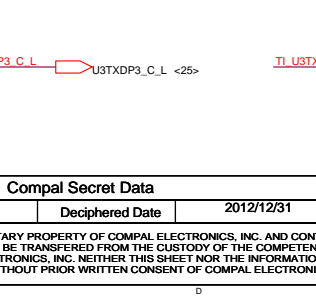 P3_C_L
U3TXDP3_C_L <25>
TI_U3TX
Compal Secret Data
Deciphered Date 2012/12/31
TARY PROPERTY OF COMPAL ELECTRONICS, INC. AND CON
BE TRANSFERED FROM THE CUSTODY OF THE COMPETEN
TRONICS, INC. NEITHER THIS SHEET NOR THE INFORMATIO
THOUT PRIOR WRITTEN CONSENT OF COMPAL ELECTRONI
D